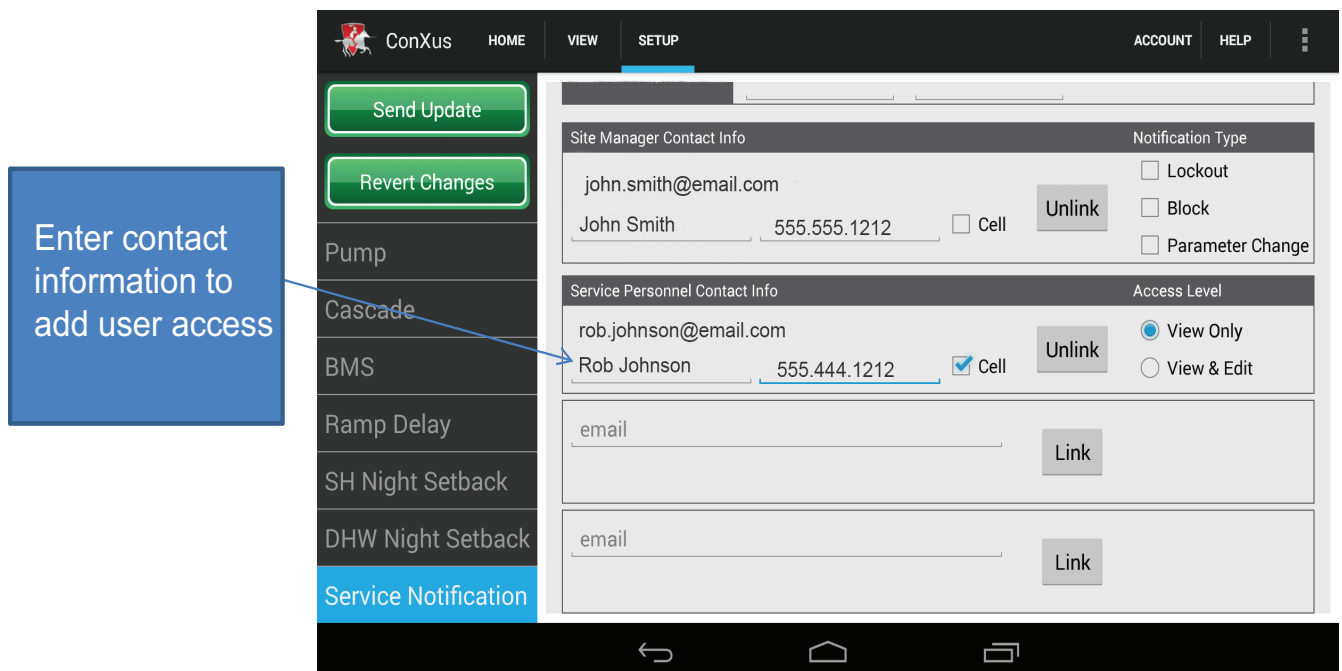 ConXus HOME VIEW SETUP ACCOUNT HELP
Send Update
Revert Changes
Pump
Cascade
BMS
Ramp Delay
SH Night Setback
DHW Night Setback
Service Notification
Enter contact
information to
add user access
Site Manager Contact Info Notification Type
john.smith@email.com
John Smith 555.555.1212 Cell Unlink
Lockout
Block
Parameter Change
Service Personnel Contact Info Access Level
rob.johnson@email.com
Rob Johnson 555.444.1212 Cell Unlink
View Only
View & Edit
email
Link
email
Link